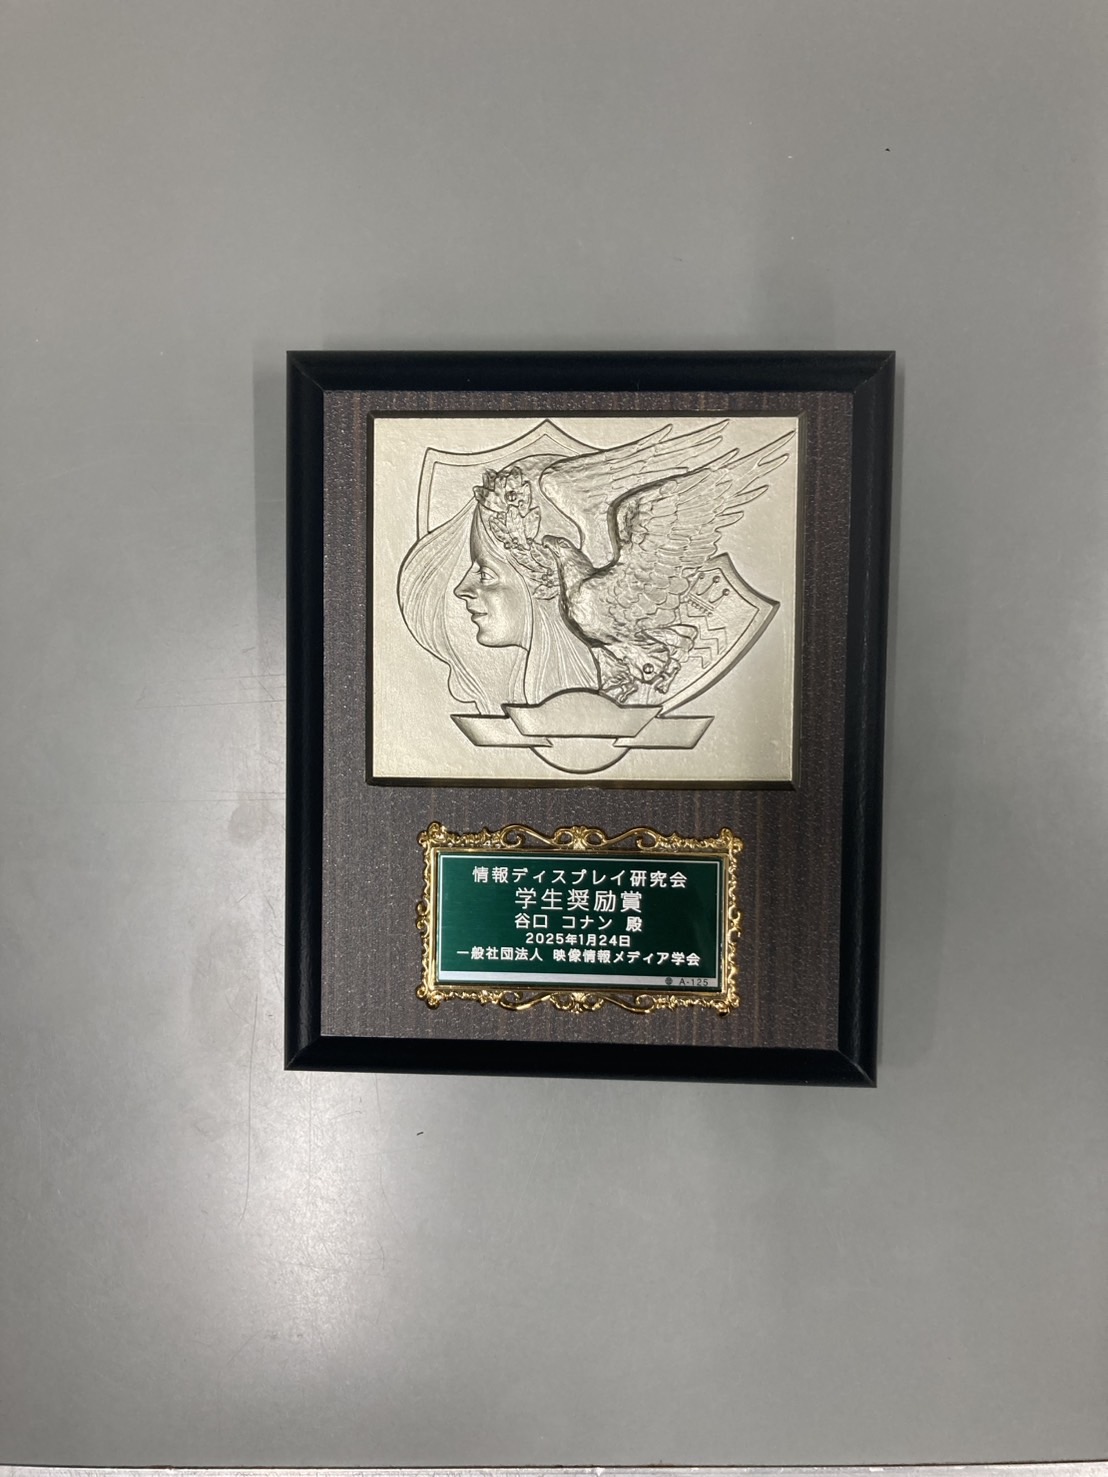 情報ディスプレイ研究会
学生奨励賞
谷口 コナン 殿
2025年1月24日
一般社団法人 映像情報メディア学会
A-125